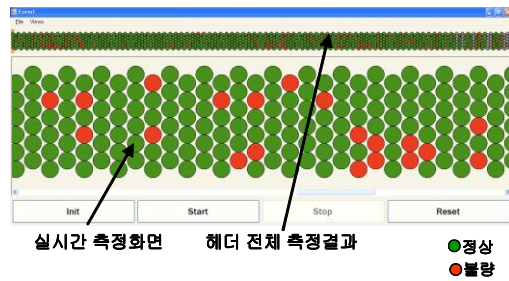 Form1
File Views
Init Start Stop Reset
실시간 측정화면 헤더 전체 측정결과
정상
불량